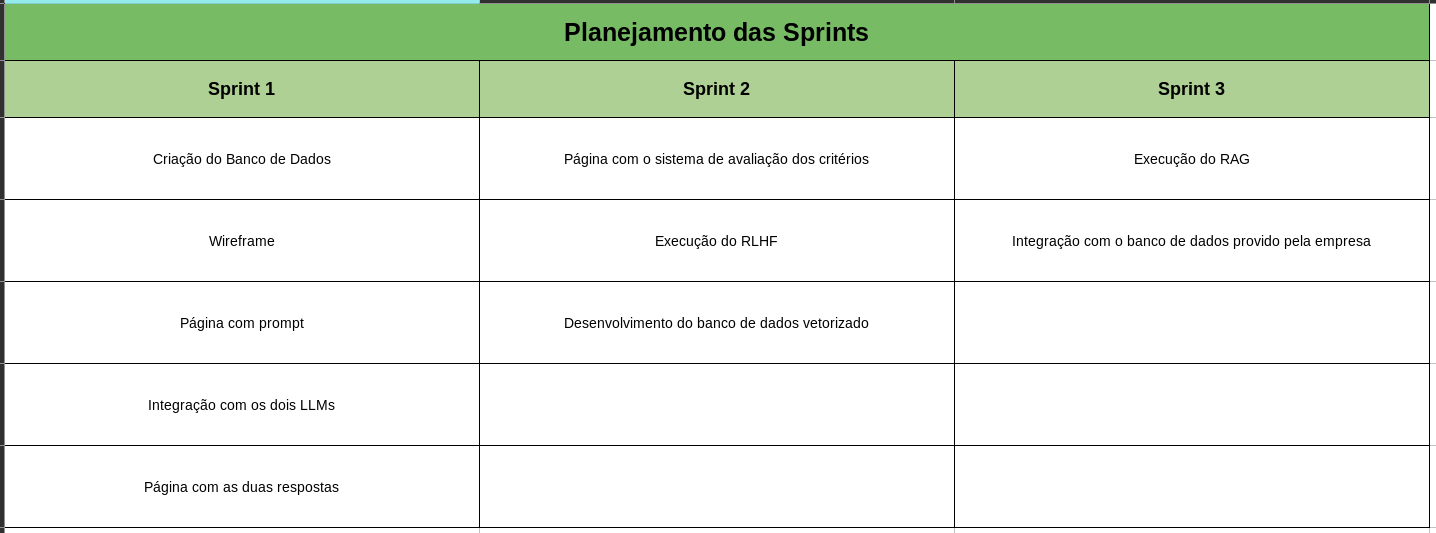 Planejamento das Sprints
Sprint 1
Sprint 2
Sprint 3
Criação do Banco de Dados
Página com o sistema de avaliação dos critérios
Execução do RAG
Wireframe
Execução do RLHF
Integração com o banco de dados provido pela empresa
Página com prompt
Desenvolvimento do banco de dados vetorizado
Integração com os dois LLMs
Página com as duas respostas